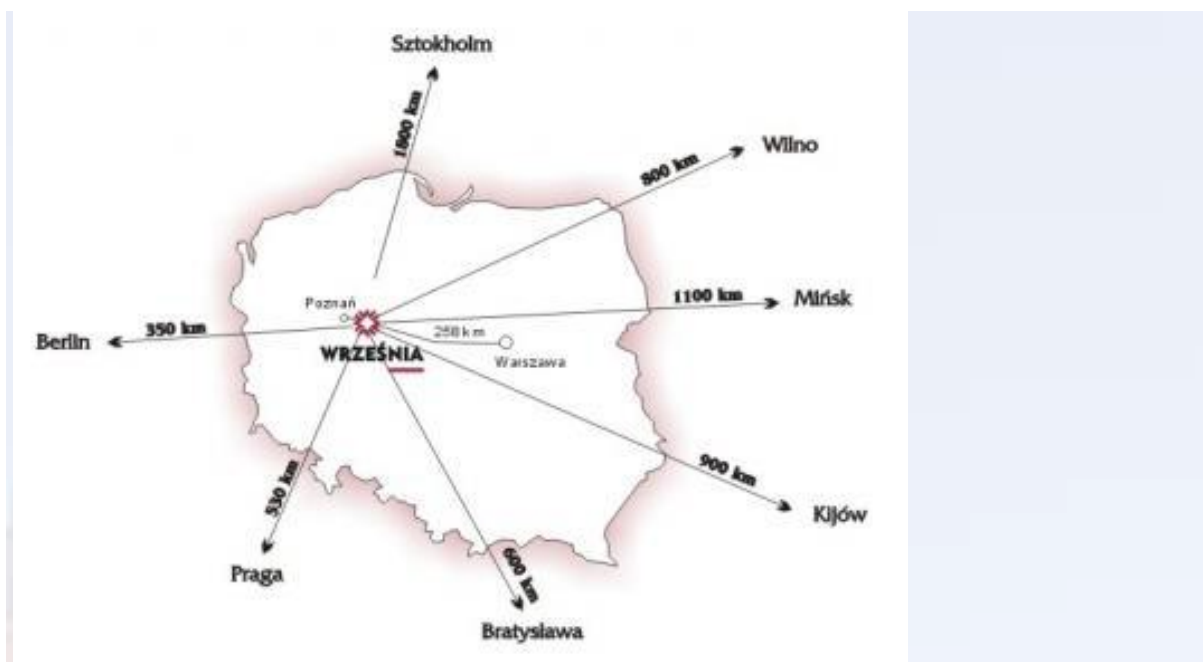 Sztokholm
1800 km
Wilno
800 km
Mińsk
1100 km
Poznań
350 km
Berlin
258 km
WRZEŚNIA
Warszawa
900 km
530 km
Kijów
600 km
Praga
Bratysława